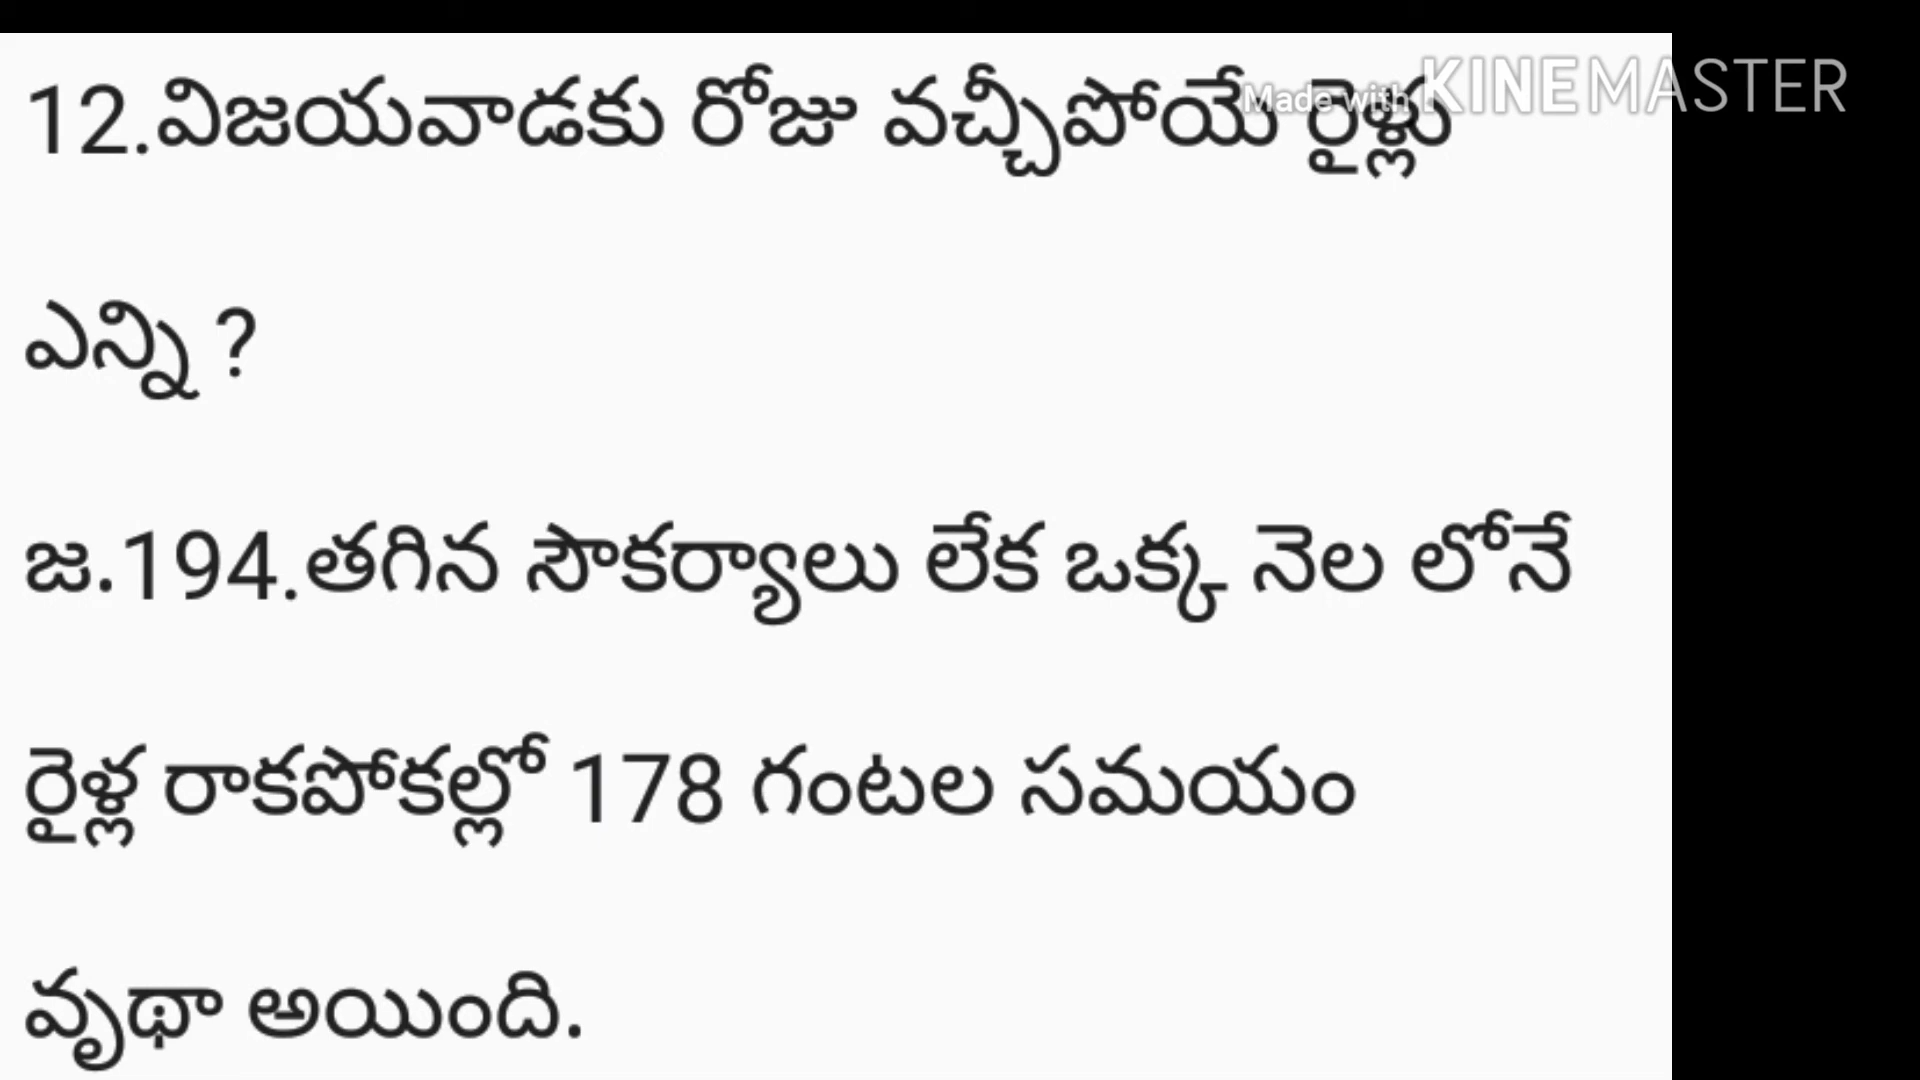 Made with KINEMASTER
12.విజయవాడకు రోజు వచ్చీపోయే రైళ్లు
ఎన్ని ?
జ.194.తగిన సౌకర్యాలు లేక ఒక్క నెల లోనే
రైళ్ల రాకపోకల్లో 178 గంటల సమయం
వృథా అయింది.